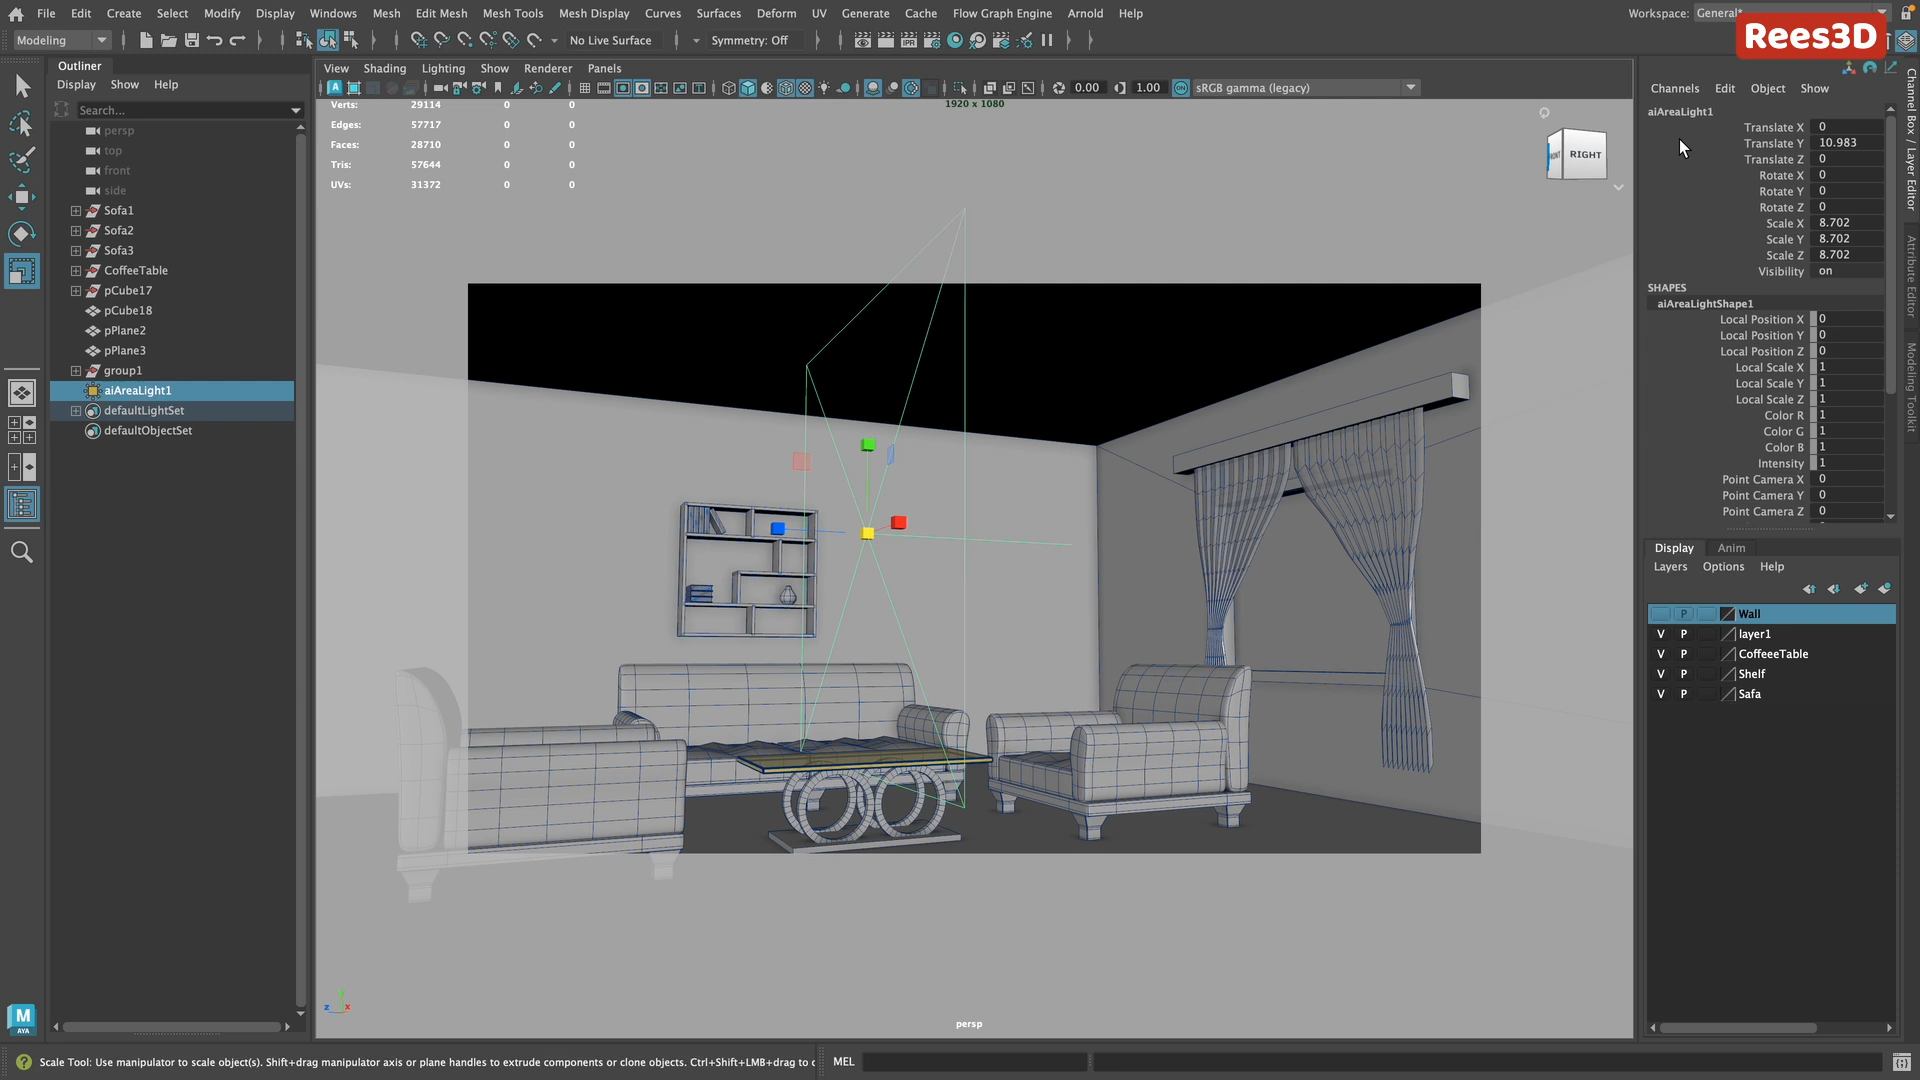 File Edit Create Select Modify Display Windows Mesh Edit Mesh Mesh Tools Mesh Display Curves Surfaces Deform UV Generate Cache Flow Graph Engine Arnold Help
Workspace: General*
Rees3D
Modeling
No Live Surface
Symmetry: Off
Outliner
Display Show Help
Search...
persp
top
front
side
Sofa1
Sofa2
Sofa3
CoffeeTable
pCube17
pCube18
pPlane2
pPlane3
group1
aiAreaLight1
defaultLightSet
defaultObjectSet
View Shading Lighting Show Renderer Panels
0.00
1.00
sRGB gamma (legacy)
Verts: 29114 0 0
Edges: 57717 0 0
Faces: 28710 0 0
Tris: 57644 0 0
UVs: 31372 0 0
1920 x 1080
RIGHT
persp
z x
Channels Edit Object Show
aiAreaLight1
Translate X 0
Translate Y 10.983
Translate Z 0
Rotate X 0
Rotate Y 0
Rotate Z 0
Scale X 8.702
Scale Y 8.702
Scale Z 8.702
Visibility on
SHAPES
aiAreaLightShape1
Local Position X 0
Local Position Y 0
Local Position Z 0
Local Scale X 1
Local Scale Y 1
Local Scale Z 1
Color R 1
Color G 1
Color B 1
Intensity 1
Point Camera X 0
Point Camera Y 0
Point Camera Z 0
Display Anim
Layers Options Help
P Wall
V P layer1
V P CoffeeeTable
V P Shelf
V P Safa
Channel Box / Layer Editor
Attribute Editor
Modeling Toolkit
M
AYA
Scale Tool: Use manipulator to scale object(s). Shift+drag manipulator axis or plane handles to extrude components or clone objects. Ctrl+Shift+LMB+drag to c
MEL